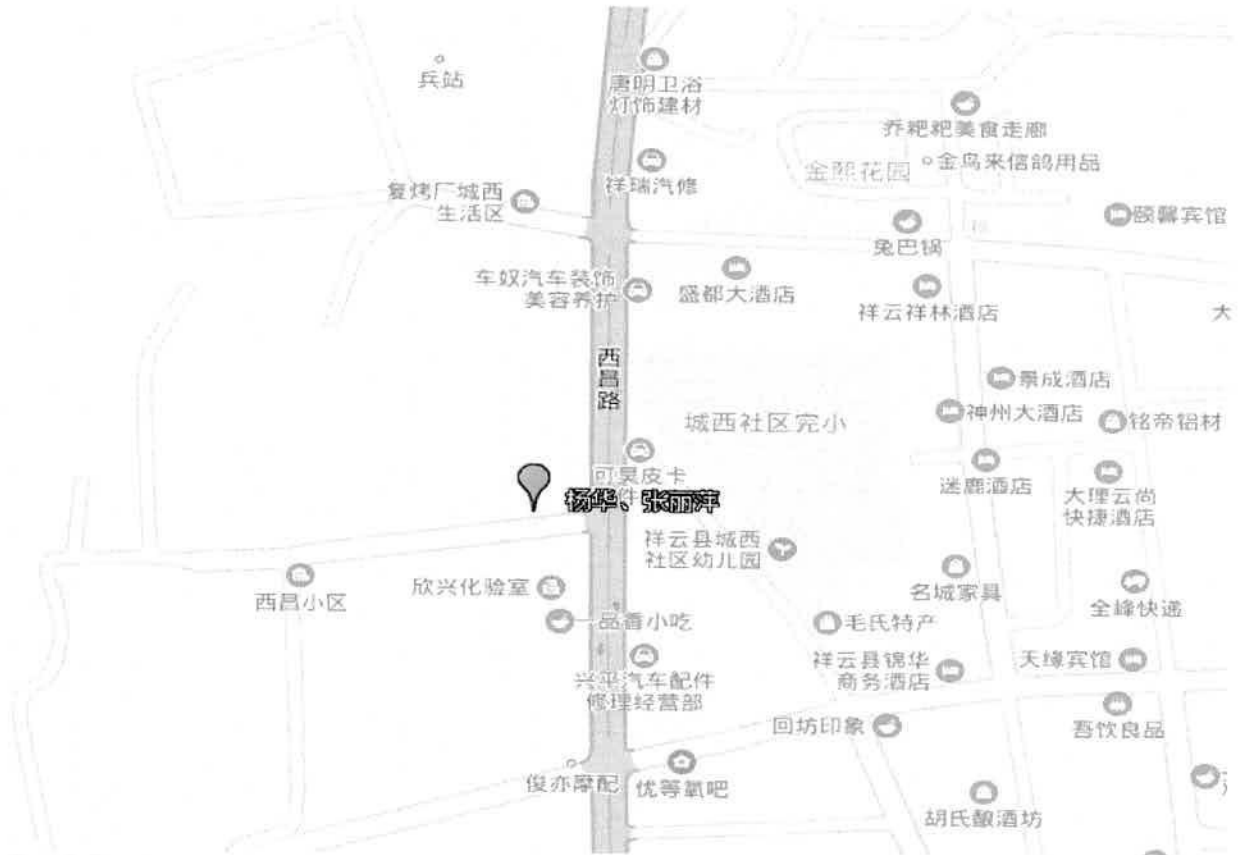 兵站
唐明卫浴
灯饰建材
乔粑粑美食走廊
金鸟来信鸽用品
金熙花园
祥瑞汽修
复烤厂城西
生活区
颐馨宾馆
兔巴锅
车奴汽车装饰
美容养护
盛都大酒店
祥云祥林酒店
大
西昌路
景成酒店
神州大酒店
铭帝铝材
城西社区完小
可昊皮卡
迷鹿酒店
大理云尚
快捷酒店
杨华、张丽萍
祥云县城西
社区幼儿园
西昌小区
欣兴化验室
名城家具
全峰快递
品香小吃
毛氏特产
祥云县锦华
商务酒店
天缘宾馆
兴平汽车配件
修理经营部
回坊印象
吾饮良品
俊亦摩配
优等氧吧
胡氏酿酒坊